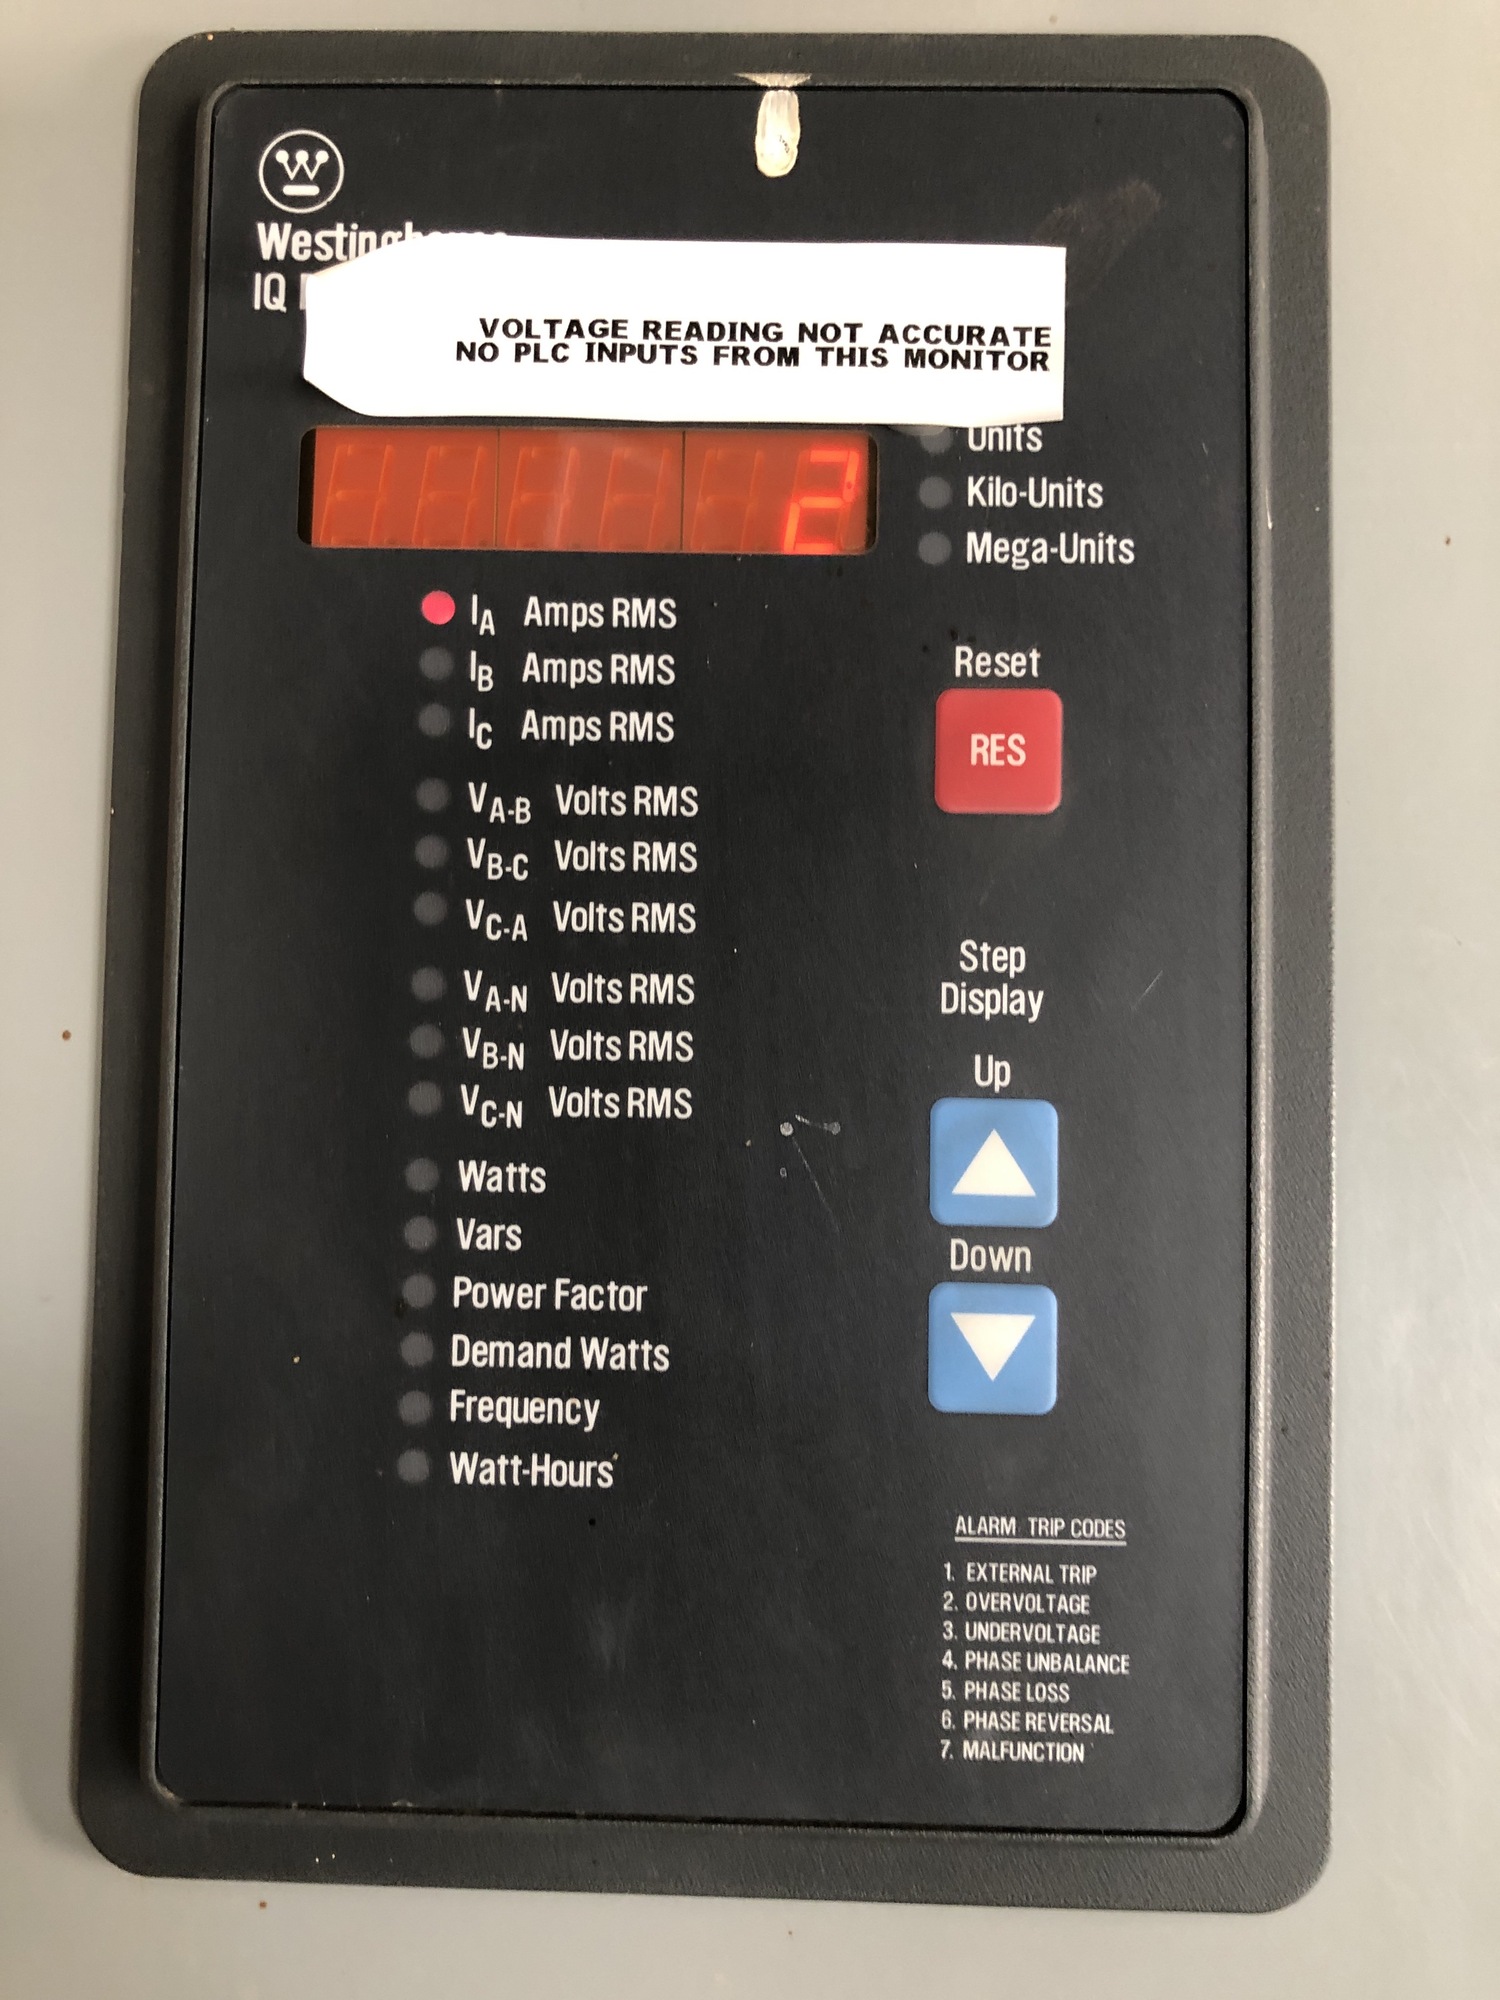 W
Westinghouse
IQ
VOLTAGE READING NOT ACCURATE
NO PLC INPUTS FROM THIS MONITOR
2
Units
Kilo-Units
Mega-Units
IA Amps RMS
IB Amps RMS
IC Amps RMS
VA-B Volts RMS
VB-C Volts RMS
VC-A Volts RMS
VA-N Volts RMS
VB-N Volts RMS
VC-N Volts RMS
Watts
Vars
Power Factor
Demand Watts
Frequency
Watt-Hours
Reset
RES
Step
Display
Up
Down
ALARM TRIP CODES
1. EXTERNAL TRIP
2. OVERVOLTAGE
3. UNDERVOLTAGE
4. PHASE UNBALANCE
5. PHASE LOSS
6. PHASE REVERSAL
7. MALFUNCTION